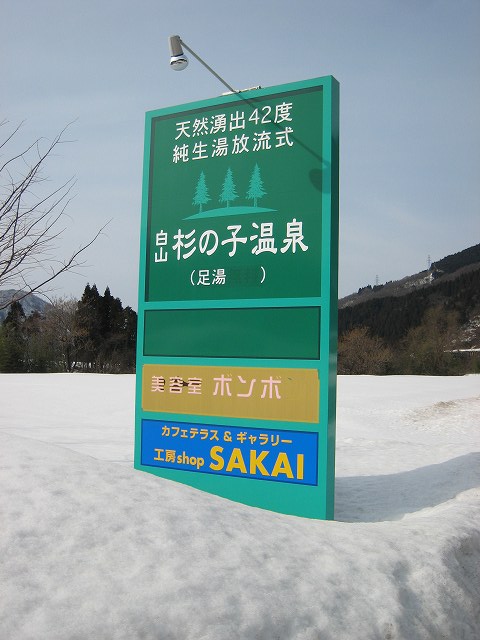 天然湧出42度
純生湯放流式
白山杉の子温泉
(足湯 )
美容室 ボンボ
カフェテラス & ギャラリー
工房shop SAKAI